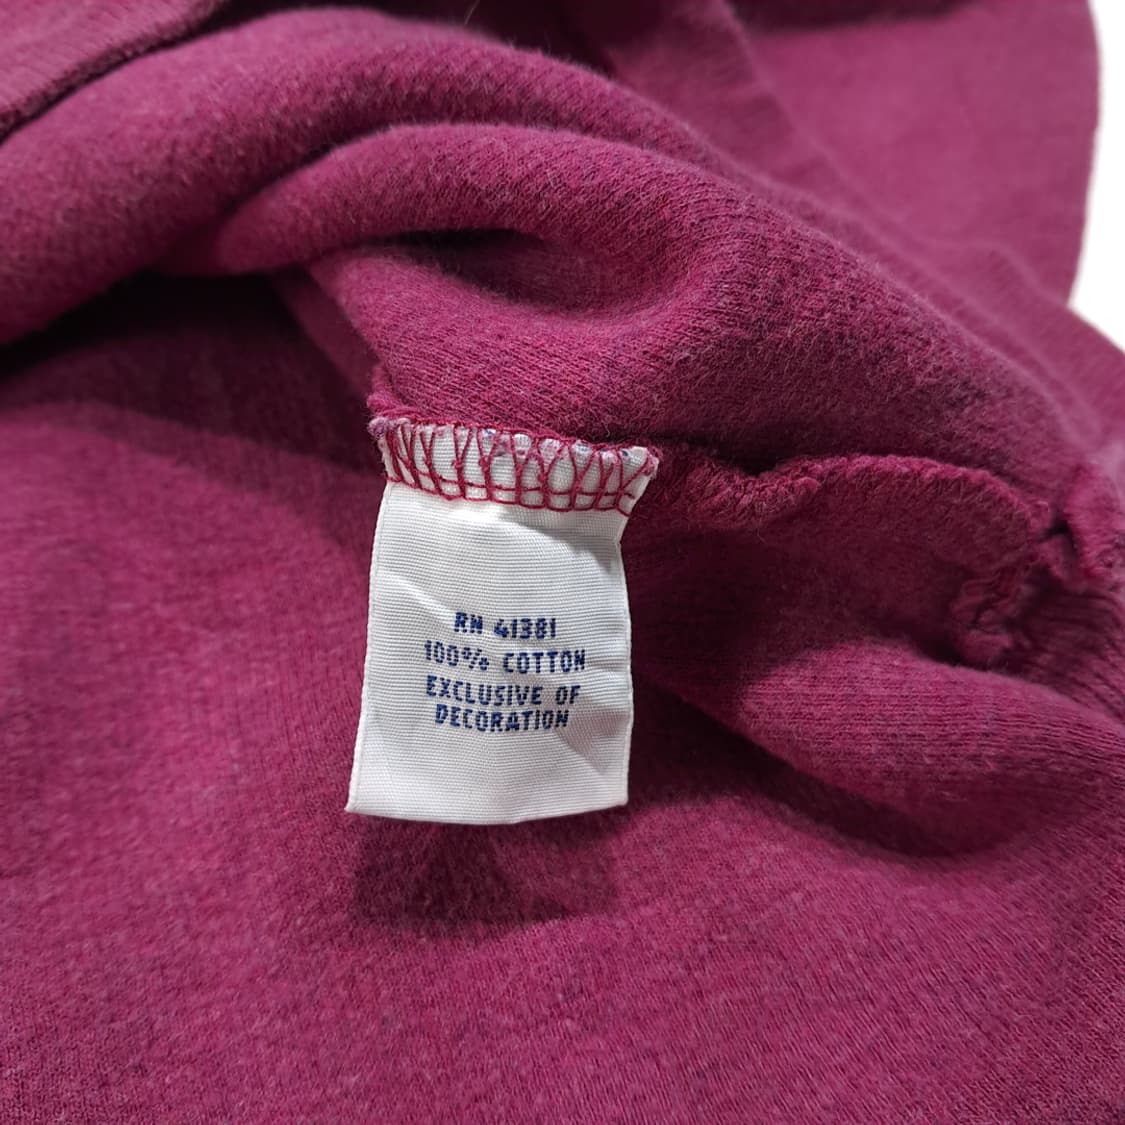 RN 41381
100% COTTON
EXCLUSIVE OF
DECORATION